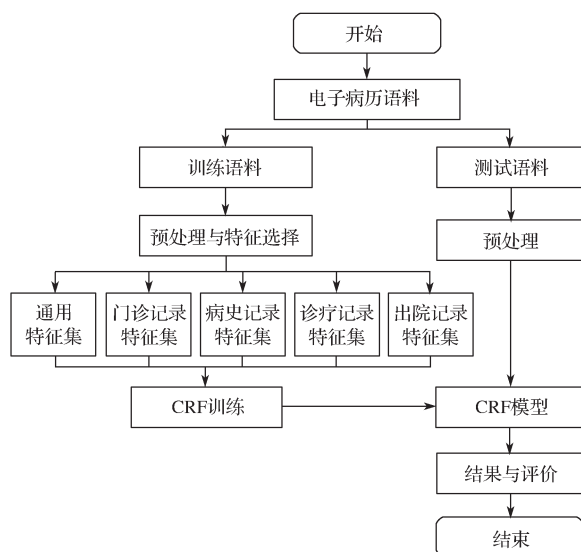 开始
电子病历语料
训练语料
测试语料
预处理与特征选择
预处理
通用
特征集
门诊记录
特征集
病史记录
特征集
诊疗记录
特征集
出院记录
特征集
CRF训练
CRF模型
结果与评价
结束